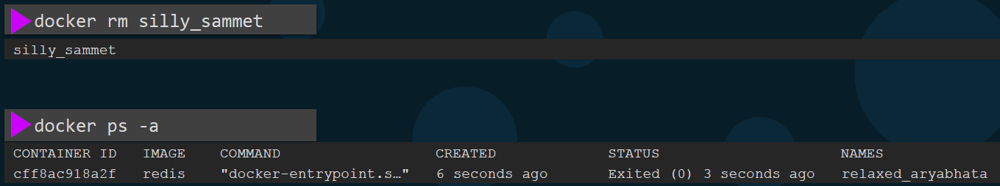 docker rm silly_sammet
silly_sammet
docker ps -a
CONTAINER ID IMAGE COMMAND CREATED STATUS NAMES
cff8ac918a2f redis "docker-entrypoint.s…" 6 seconds ago Exited (0) 3 seconds ago relaxed_aryabhata